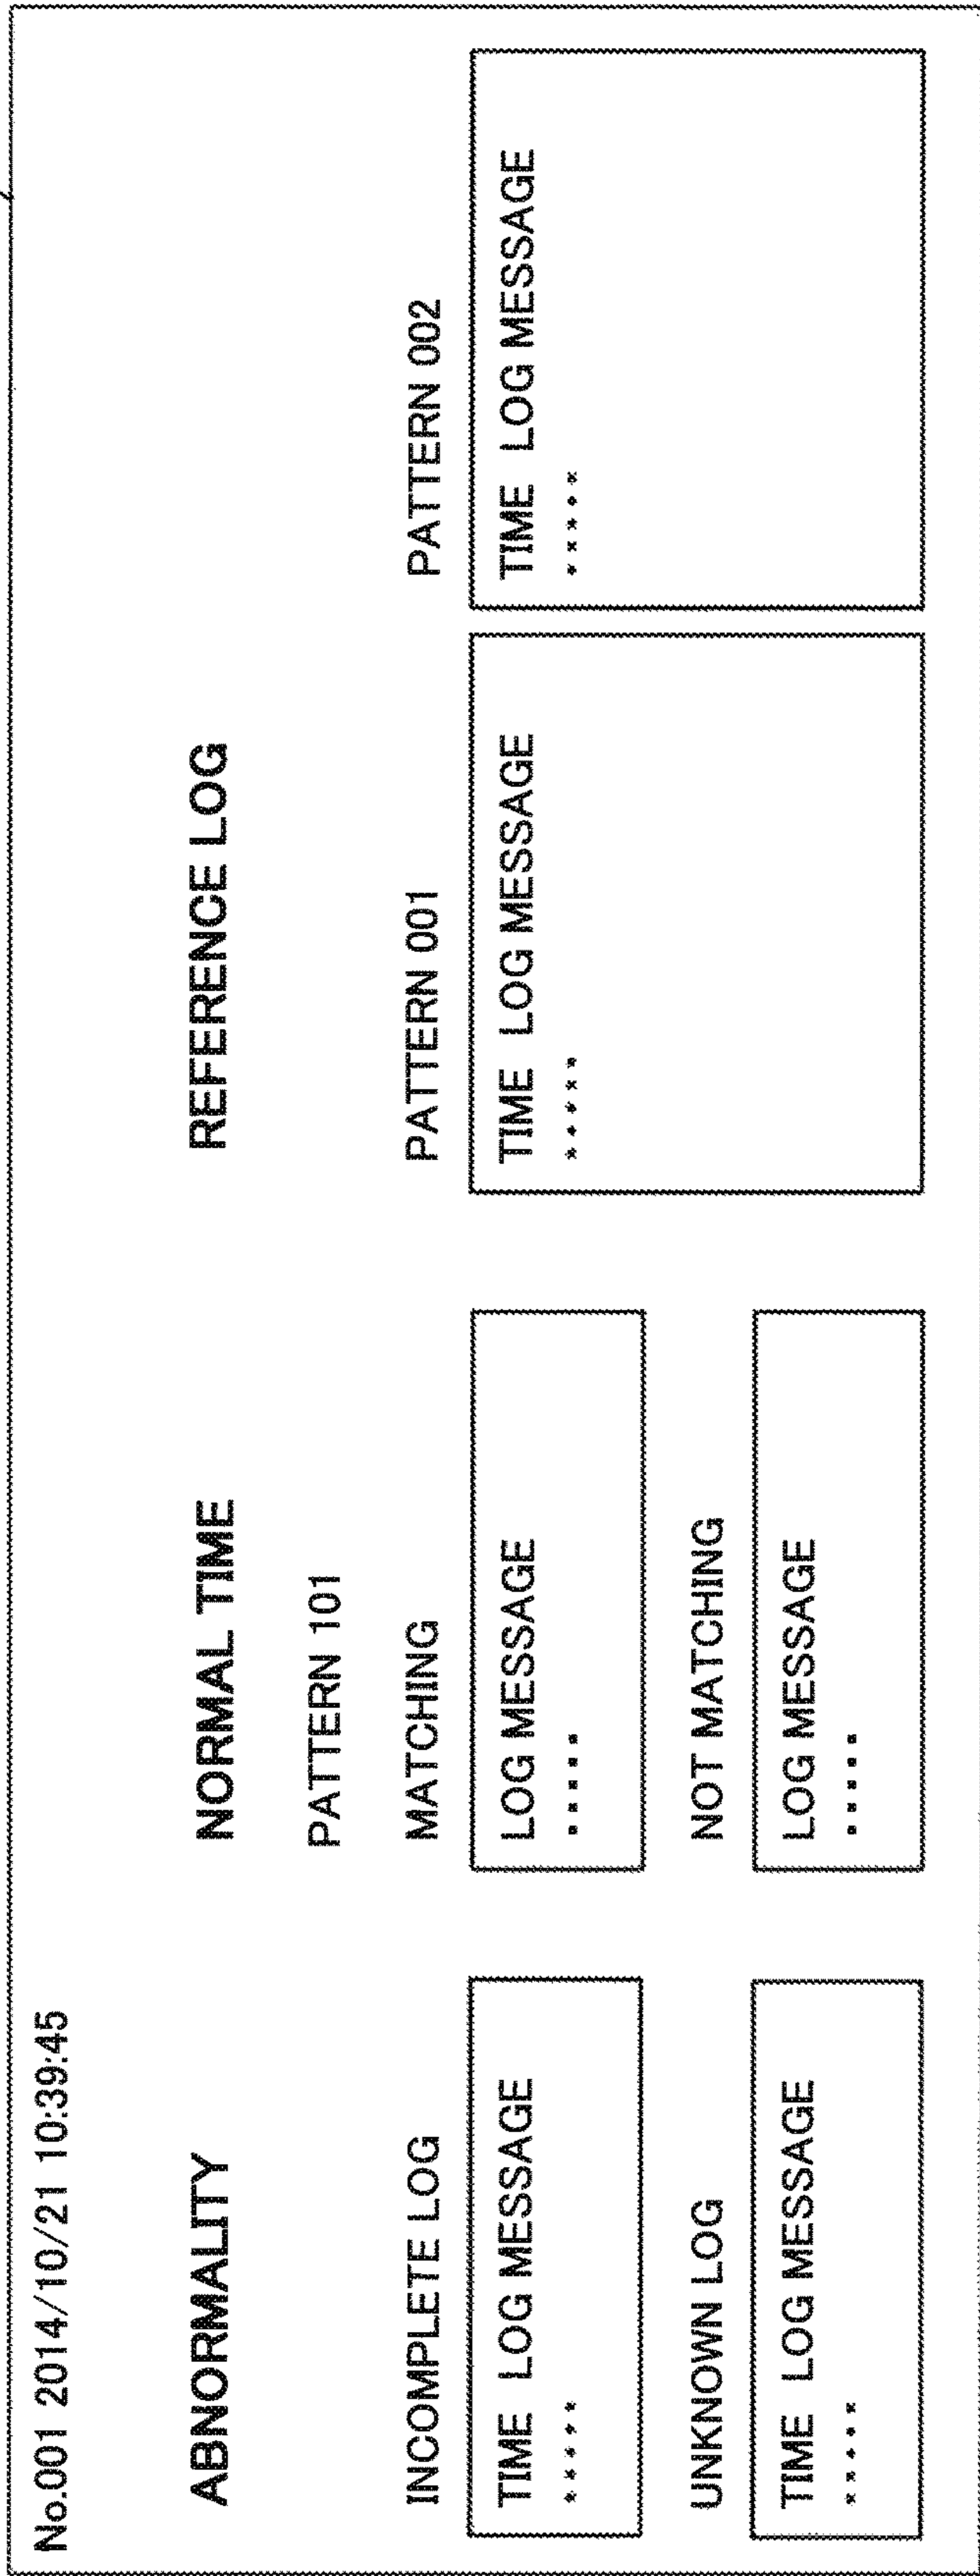 No.001 2014/10/21 10:39:45
ABNORMALITY
INCOMPLETE LOG
TIME LOG MESSAGE
*****
UNKNOWN LOG
TIME LOG MESSAGE
*****
NORMAL TIME
PATTERN 101
MATCHING
LOG MESSAGE
*****
NOT MATCHING
LOG MESSAGE
*****
REFERENCE LOG
PATTERN 001
TIME LOG MESSAGE
*****
PATTERN 002
TIME LOG MESSAGE
*****